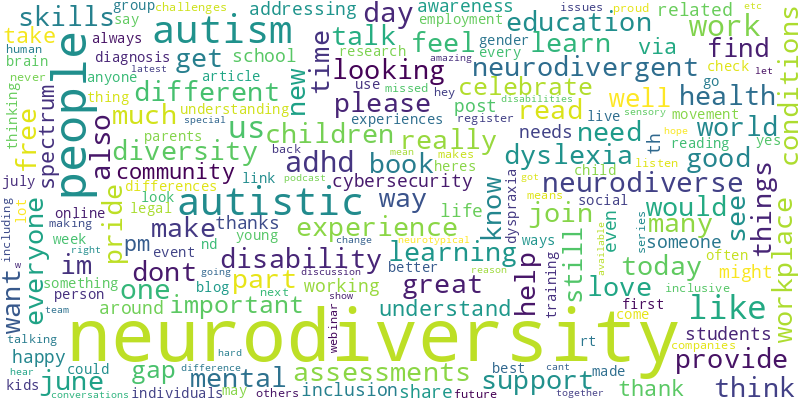 group challenges
skills say
autism
addressing
day
awareness
education
issues
proud
play
related
take
human
brain
always
get
talk
employment
feel
gender
learn
work
etc
conditions
diagnosis
latest
school
research
every
amazing
via
find
thinking
never
anyone
article
new
time
looking
neurodivergent
check
let
people
spectrum
thing
different
use
missed
hey
celebrate
go
health
special
understanding
please
post
disabilities
sensory
movement
free
also
much
parents
us
children
experiences
register
read
well
live
needs
need
th
world
yes
diversity
back
really
mean
makes
dyslexia
reading
hope
good
july
community
link
adhd
book
heres
child
listen
differences
podcast
cybersecurity
got
neurodiverse
online
look
autistic
way
know
dyspraxia
means
social
would
see
things
including
lot
making
legal
pride
make
thanks
experience
life
join
ways
still
even
available
series
many
someone
workplace
everyone
week
pm
event
nd
young
change
neurotypical
right
im
dont
disability
learning
training
today
often
might
want
something
person
going
discussion
better
reason
help
one
part
blog
next
working
great
love
first
inclusive
w
team
around
important
webinar
show
understand
rt
come
like
talking
neurodiversity
students
happy
could
hard
companies
provide
june
gap
difference
assessments
best
cant
made
hear
kids
mental
support
together
thank
think
conversations
individuals
may
others
inclusion
share
future